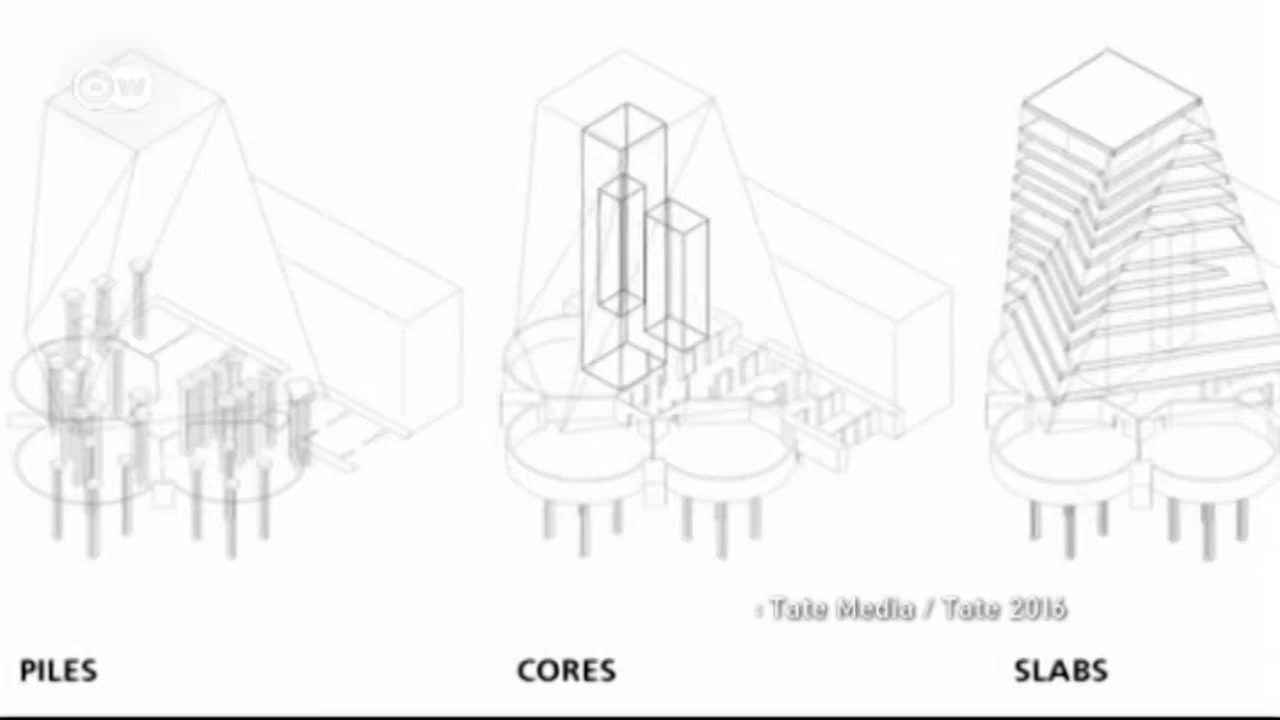 DW
: Tate Media / Tate 2016
PILES
CORES
SLABS